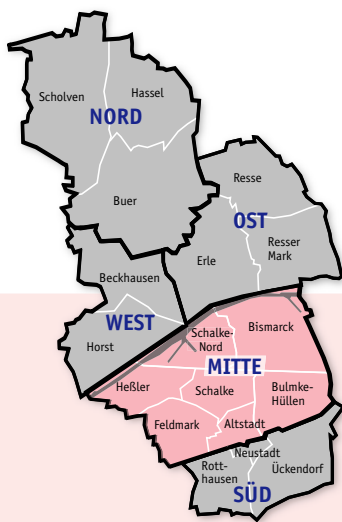 Scholven
Hassel
NORD
Buer
Resse
OST
Resser
Mark
Erle
Beckhausen
WEST
Horst
Schalke-
Nord
Bismarck
MITTE
Heßler
Schalke
Bulmke-
Hüllen
Feldmark
Altstadt
Neustadt
Rott-
hausen
Ückendorf
SÜD